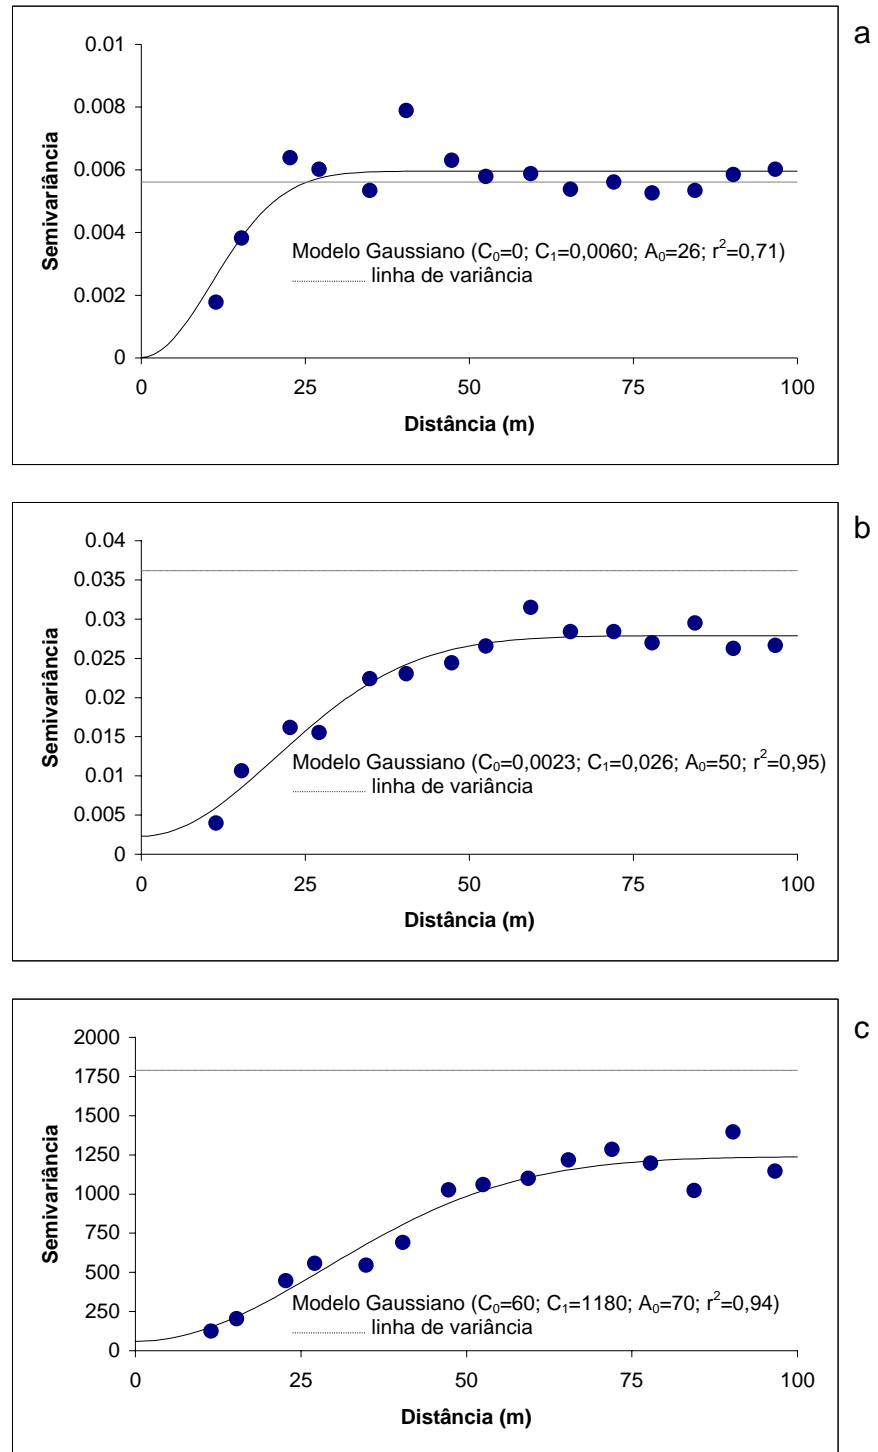 a
0.01
0.008
0.006
0.004
0.002
0
Semivariância
Modelo Gaussiano (C₀=0; C₁=0,0060; A₀=26; r²=0,71)
............... linha de variância
0 25 50 75 100
Distância (m)
b
0.04
0.035
0.03
0.025
0.02
0.015
0.01
0.005
0
Semivariância
Modelo Gaussiano (C₀=0,0023; C₁=0,026; A₀=50; r²=0,95)
............... linha de variância
0 25 50 75 100
Distância (m)
c
2000
1750
1500
1250
1000
750
500
250
0
Semivariância
Modelo Gaussiano (C₀=60; C₁=1180; A₀=70; r²=0,94)
............... linha de variância
0 25 50 75 100
Distância (m)